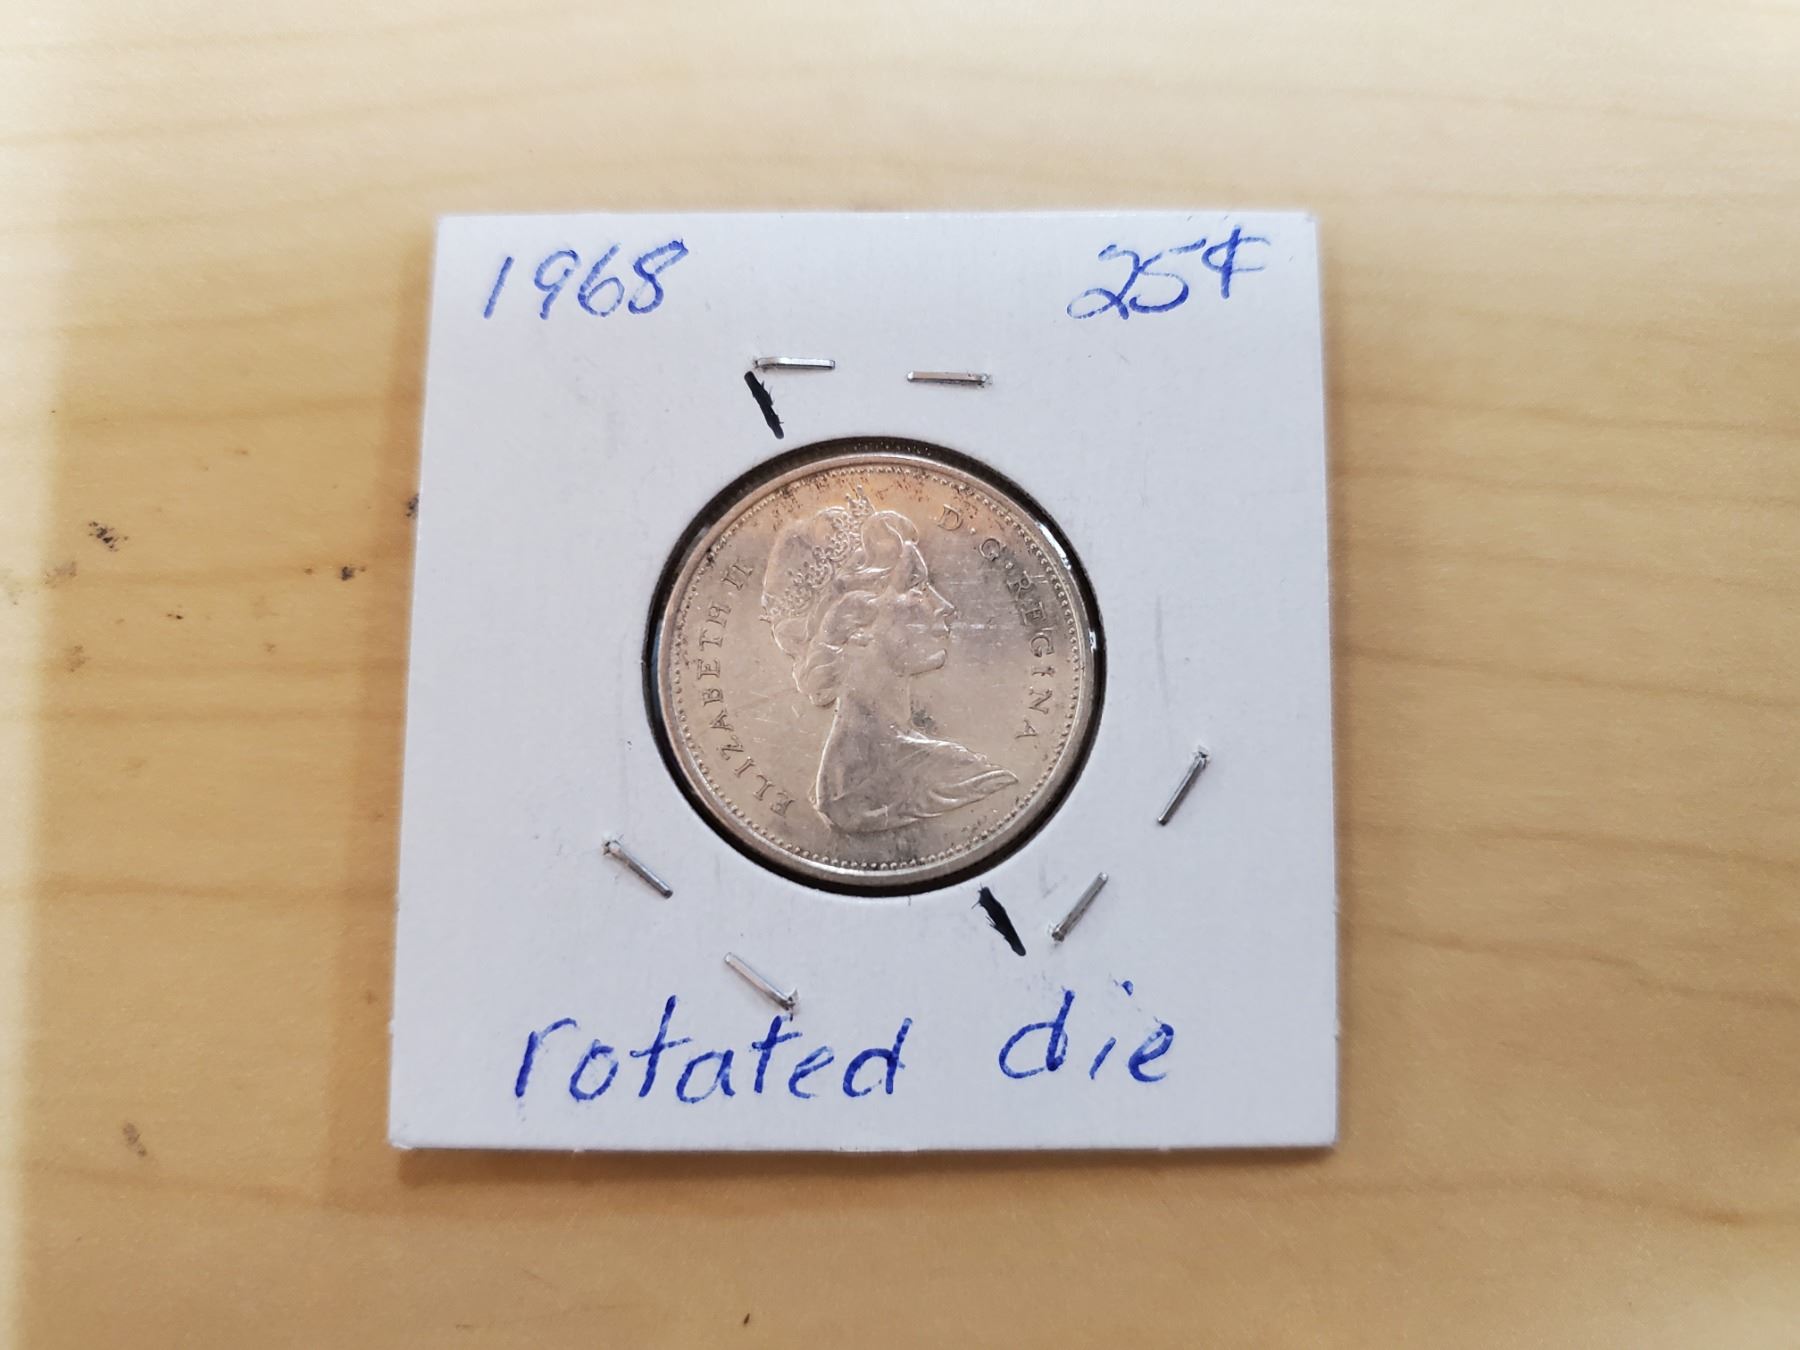 1968 25¢
ELIZABETH II D·G·REGINA
rotated die